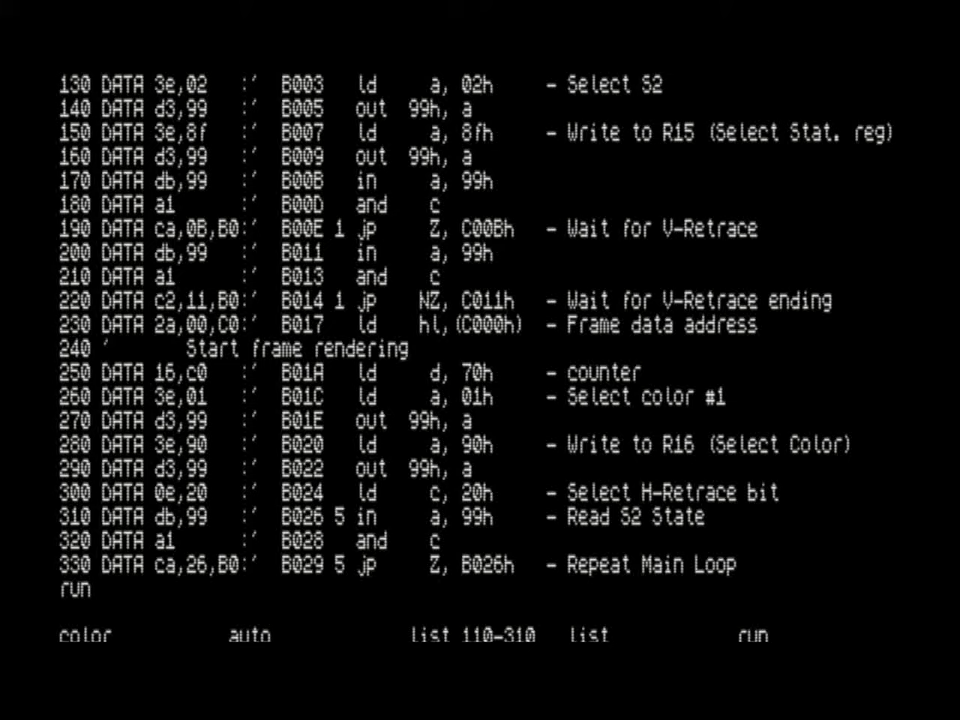 130 DATA 3e,02   :' B003   ld     a, 02h     - Select S2
140 DATA d3,99   :' B005   out  99h, a
150 DATA 3e,8f   :' B007   ld     a, 8fh     - Write to R15 (Select Stat. reg)
160 DATA d3,99   :' B009   out  99h, a
170 DATA db,99   :' B00B   in     a, 99h
180 DATA a1      :' B00D   and    c
190 DATA ca,0B,B0:' B00E 1 jp     Z, C00Bh   - Wait for V-Retrace
200 DATA db,99   :' B011   in     a, 99h
210 DATA a1      :' B013   and    c
220 DATA c2,11,B0:' B014 1 jp    NZ, C011h   - Wait for V-Retrace ending
230 DATA 2a,00,C0:' B017   ld    hl,(C000h)  - Frame data address
240 '       Start frame rendering
250 DATA 16,c0   :' B01A   ld     d, 70h     - counter
260 DATA 3e,01   :' B01C   ld     a, 01h     - Select color #1
270 DATA d3,99   :' B01E   out  99h, a
280 DATA 3e,90   :' B020   ld     a, 90h     - Write to R16 (Select Color)
290 DATA d3,99   :' B022   out  99h, a
300 DATA 0e,20   :' B024   ld     c, 20h     - Select H-Retrace bit
310 DATA db,99   :' B026 5 in     a, 99h     - Read S2 State
320 DATA a1      :' B028   and    c
330 DATA ca,26,B0:' B029 5 jp     Z, B026h   - Repeat Main Loop
run
color           auto             list 110-310   list            run